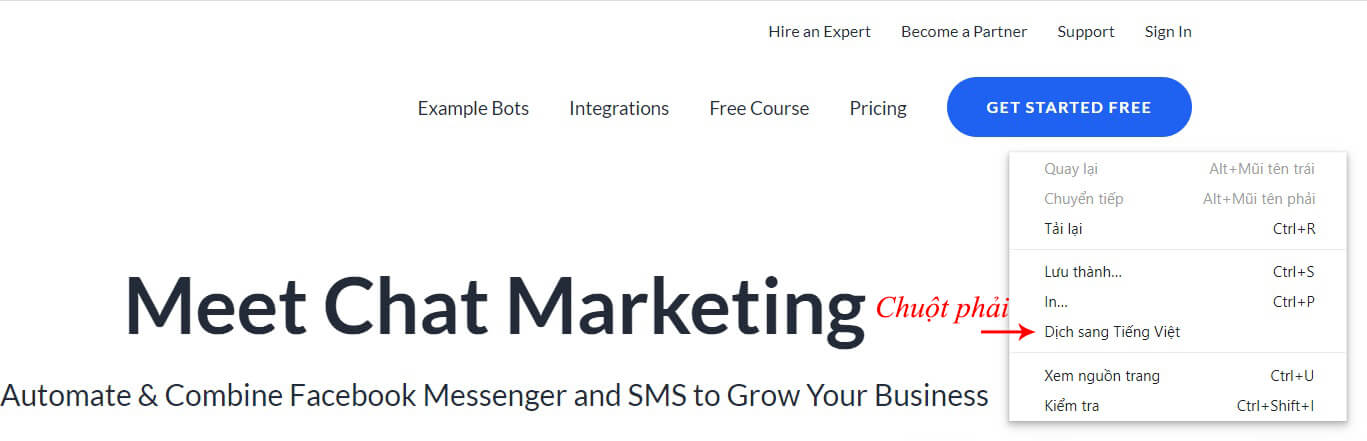 Hire an Expert Become a Partner Support Sign In
Example Bots Integrations Free Course Pricing GET STARTED FREE
Quay lại Alt+Mũi tên trái
Chuyển tiếp Alt+Mũi tên phải
Tải lại Ctrl+R
Lưu thành... Ctrl+S
In... Ctrl+P
Dịch sang Tiếng Việt
Xem nguồn trang Ctrl+U
Kiểm tra Ctrl+Shift+I
Meet Chat Marketing
Chuột phải
Automate & Combine Facebook Messenger and SMS to Grow Your Business